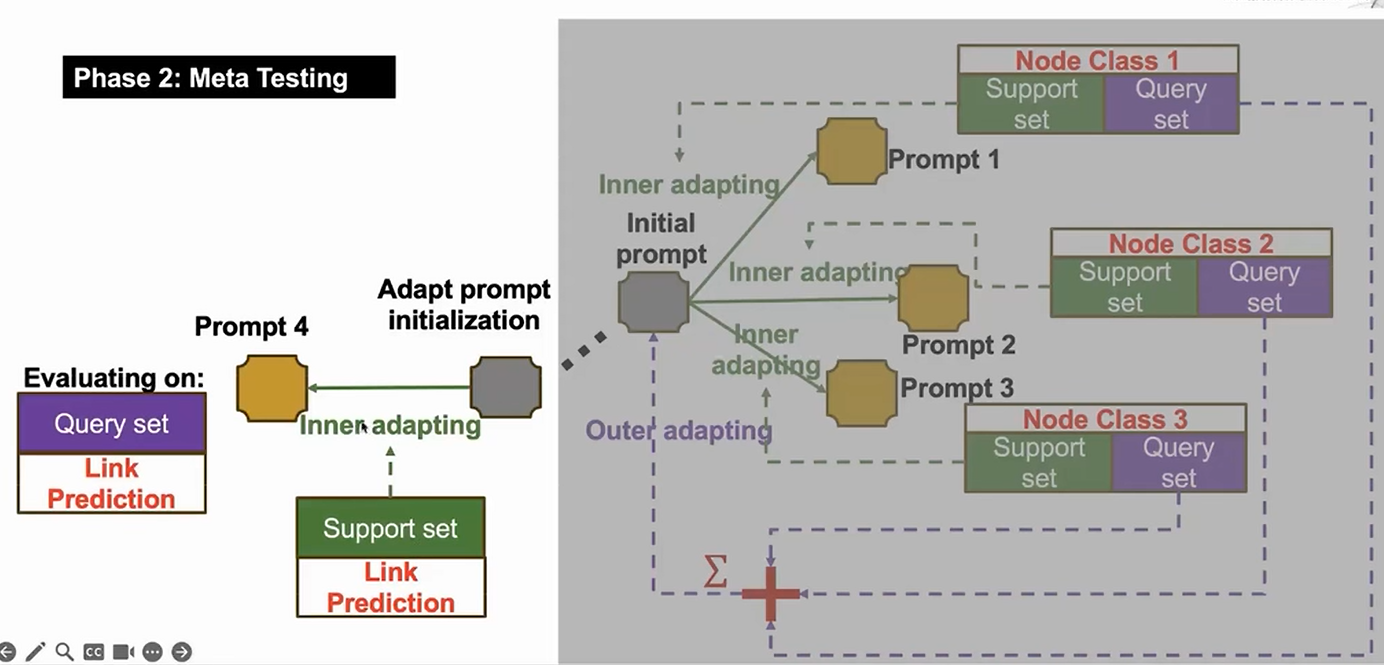 Phase 2: Meta Testing
Node Class 1
Support
set
Query
set
Prompt 1
Inner adapting
Initial
prompt
Node Class 2
Support
set
Query
set
Inner adapting
Prompt 2
Inner
adapting
Prompt 3
Node Class 3
Support
set
Query
set
Outer adapting
Σ
Adapt prompt
initialization
Prompt 4
Evaluating on:
Query set
Link
Prediction
Inner adapting
Support set
Link
Prediction
CC